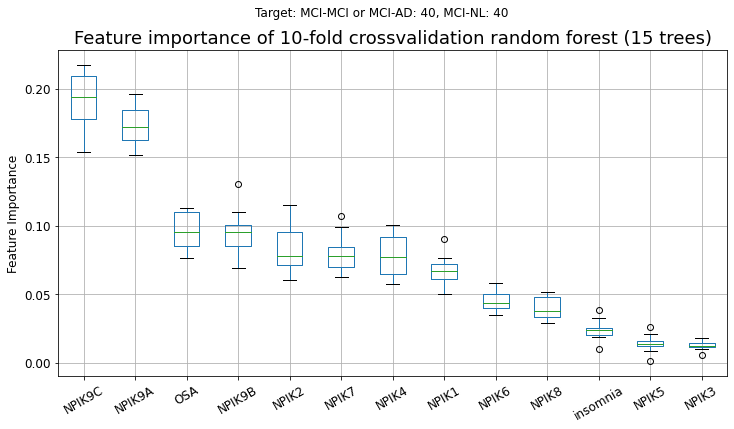 Target: MCI-MCI or MCI-AD: 40, MCI-NL: 40
Feature importance of 10-fold crossvalidation random forest (15 trees)
Feature Importance
0.20
0.15
0.10
0.05
0.00
NPIK9C
NPIK9A
OSA
NPIK9B
NPIK2
NPIK7
NPIK4
NPIK1
NPIK6
NPIK8
insomnia
NPIK5
NPIK3